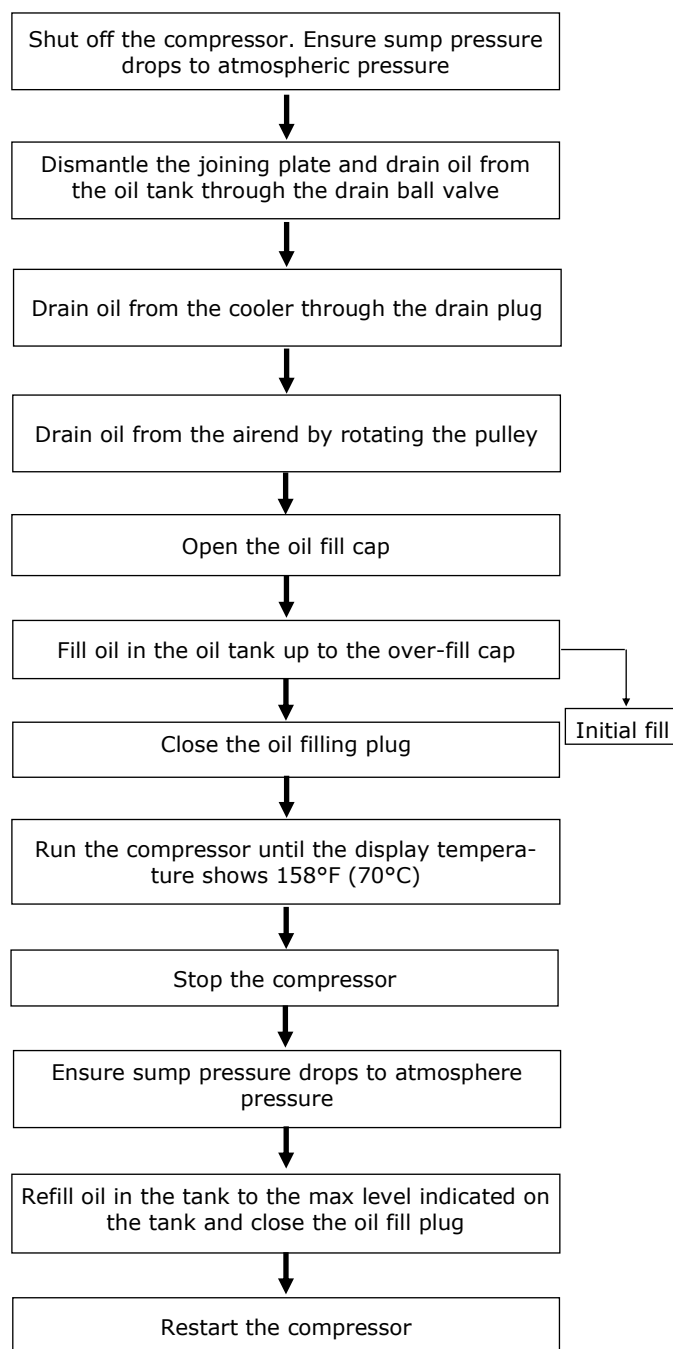 Shut off the compressor. Ensure sump pressure
drops to atmospheric pressure
Dismantle the joining plate and drain oil from
the oil tank through the drain ball valve
Drain oil from the cooler through the drain plug
Drain oil from the airend by rotating the pulley
Open the oil fill cap
Fill oil in the oil tank up to the over-fill cap
Initial fill
Close the oil filling plug
Run the compressor until the display tempera-
ture shows 158°F (70°C)
Stop the compressor
Ensure sump pressure drops to atmosphere
pressure
Refill oil in the tank to the max level indicated on
the tank and close the oil fill plug
Restart the compressor